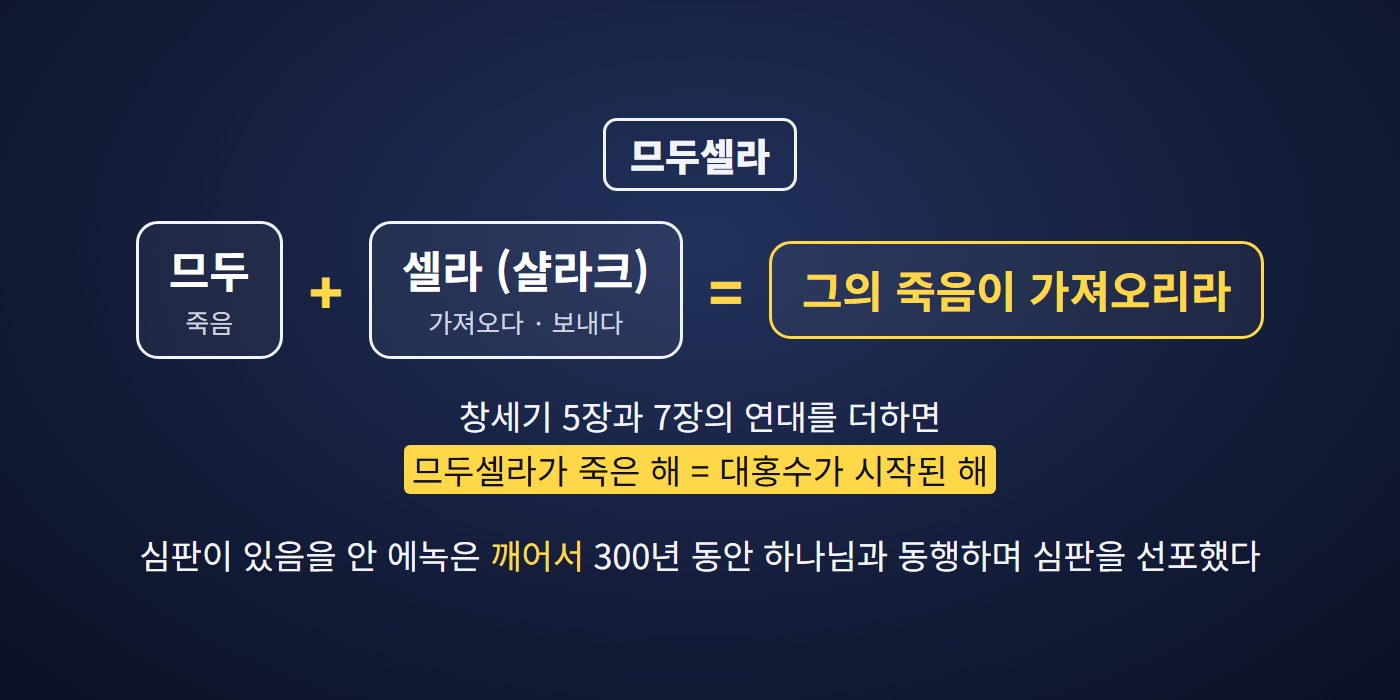 므두셀라
므두 + 셀라 (샬라크) = 그의 죽음이 가져오리라
죽음 가져오다 · 보내다
창세기 5장과 7장의 연대를 더하면
므두셀라가 죽은 해 = 대홍수가 시작된 해
심판이 있음을 안 에녹은 깨어서 300년 동안 하나님과 동행하며 심판을 선포했다